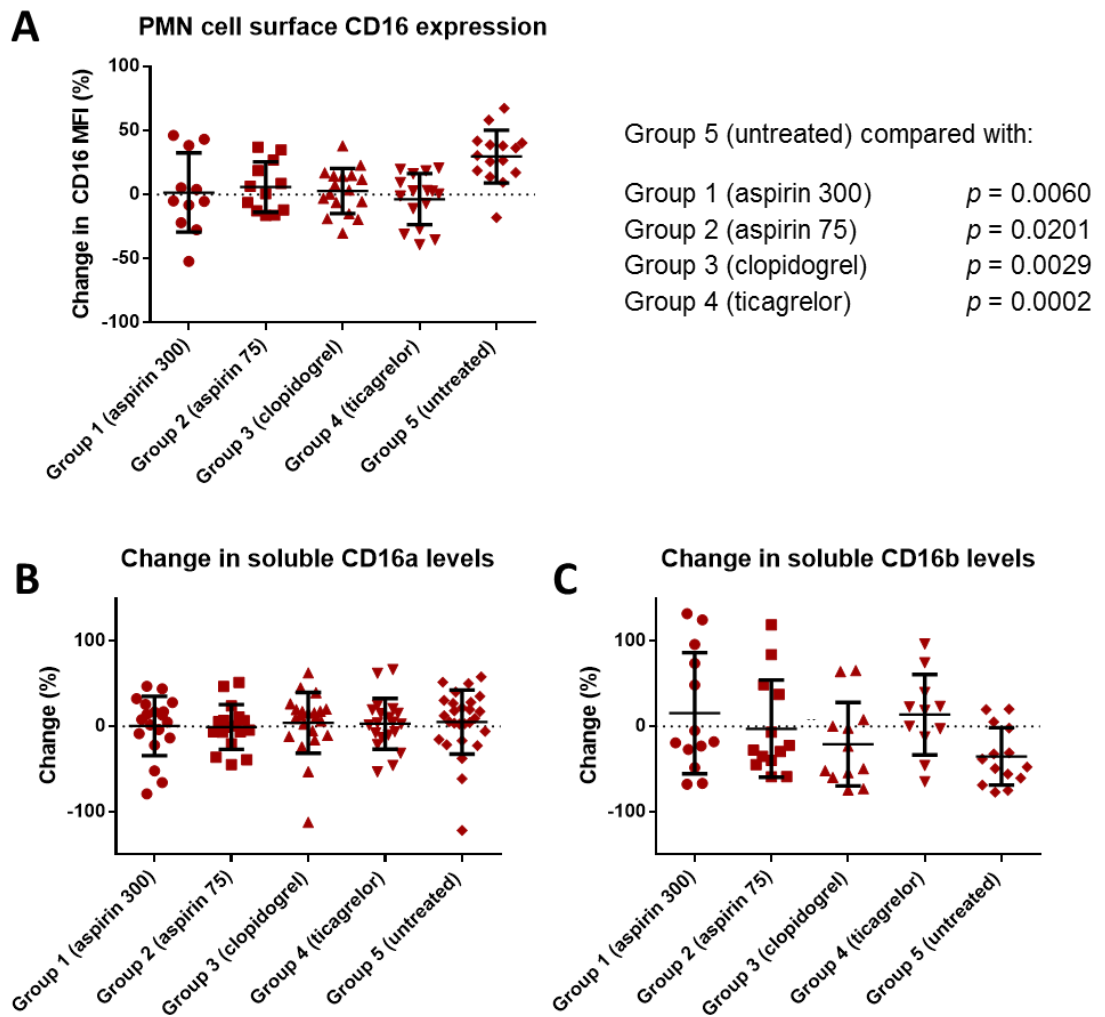 A
PMN cell surface CD16 expression
Change in CD16 MFI (%)
100
50
0
-50
-100
Group 1 (aspirin 300)
Group 2 (aspirin 75)
Group 3 (clopidogrel)
Group 4 (ticagrelor)
Group 5 (untreated)
Group 5 (untreated) compared with:
Group 1 (aspirin 300) p = 0.0060
Group 2 (aspirin 75) p = 0.0201
Group 3 (clopidogrel) p = 0.0029
Group 4 (ticagrelor) p = 0.0002
B
Change in soluble CD16a levels
Change (%)
100
0
-100
Group 1 (aspirin 300)
Group 2 (aspirin 75)
Group 3 (clopidogrel)
Group 4 (ticagrelor)
Group 5 (untreated)
C
Change in soluble CD16b levels
Change (%)
100
0
-100
Group 1 (aspirin 300)
Group 2 (aspirin 75)
Group 3 (clopidogrel)
Group 4 (ticagrelor)
Group 5 (untreated)